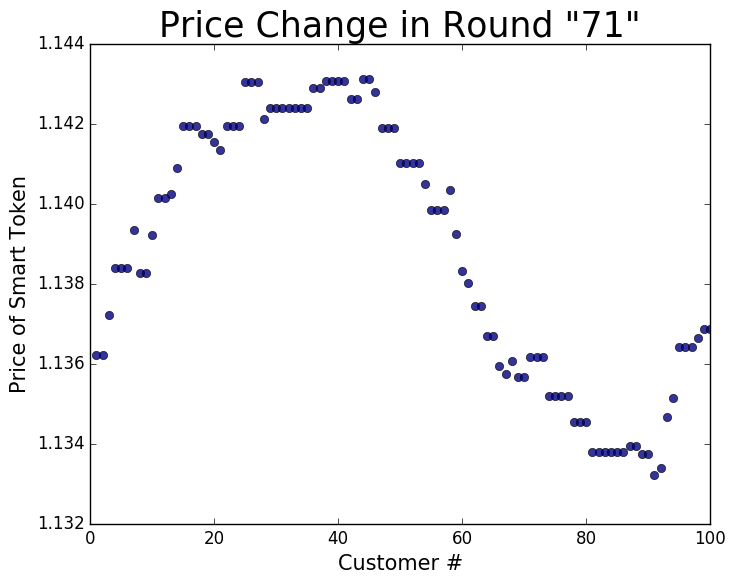 Price Change in Round "71"
1.144
1.142
1.140
1.138
1.136
1.134
1.132
Price of Smart Token
0 20 40 60 80 100
Customer #